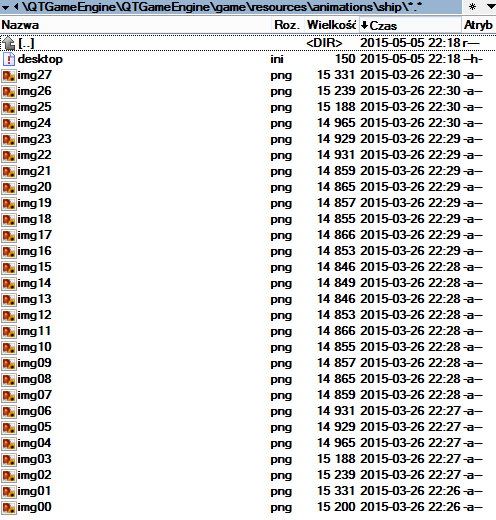 \QTGameEngine\QTGameEngine\game\resources\animations\ship\*.*
Nazwa Roz. Wielkość Czas Atryb
[..] <DIR> 2015-05-05 22:18 r—
desktop ini 150 2015-05-05 22:18 –h-
img27 png 15 331 2015-03-26 22:30 -a—
img26 png 15 239 2015-03-26 22:30 -a—
img25 png 15 188 2015-03-26 22:30 -a—
img24 png 14 965 2015-03-26 22:30 -a—
img23 png 14 929 2015-03-26 22:29 -a—
img22 png 14 931 2015-03-26 22:29 -a—
img21 png 14 859 2015-03-26 22:29 -a—
img20 png 14 865 2015-03-26 22:29 -a—
img19 png 14 857 2015-03-26 22:29 -a—
img18 png 14 855 2015-03-26 22:29 -a—
img17 png 14 866 2015-03-26 22:29 -a—
img16 png 14 853 2015-03-26 22:29 -a—
img15 png 14 846 2015-03-26 22:28 -a—
img14 png 14 849 2015-03-26 22:28 -a—
img13 png 14 846 2015-03-26 22:28 -a—
img12 png 14 853 2015-03-26 22:28 -a—
img11 png 14 866 2015-03-26 22:28 -a—
img10 png 14 855 2015-03-26 22:28 -a—
img09 png 14 857 2015-03-26 22:28 -a—
img08 png 14 865 2015-03-26 22:28 -a—
img07 png 14 859 2015-03-26 22:28 -a—
img06 png 14 931 2015-03-26 22:27 -a—
img05 png 14 929 2015-03-26 22:27 -a—
img04 png 14 965 2015-03-26 22:27 -a—
img03 png 15 188 2015-03-26 22:27 -a—
img02 png 15 239 2015-03-26 22:27 -a—
img01 png 15 331 2015-03-26 22:26 -a—
img00 png 15 200 2015-03-26 22:26 -a—